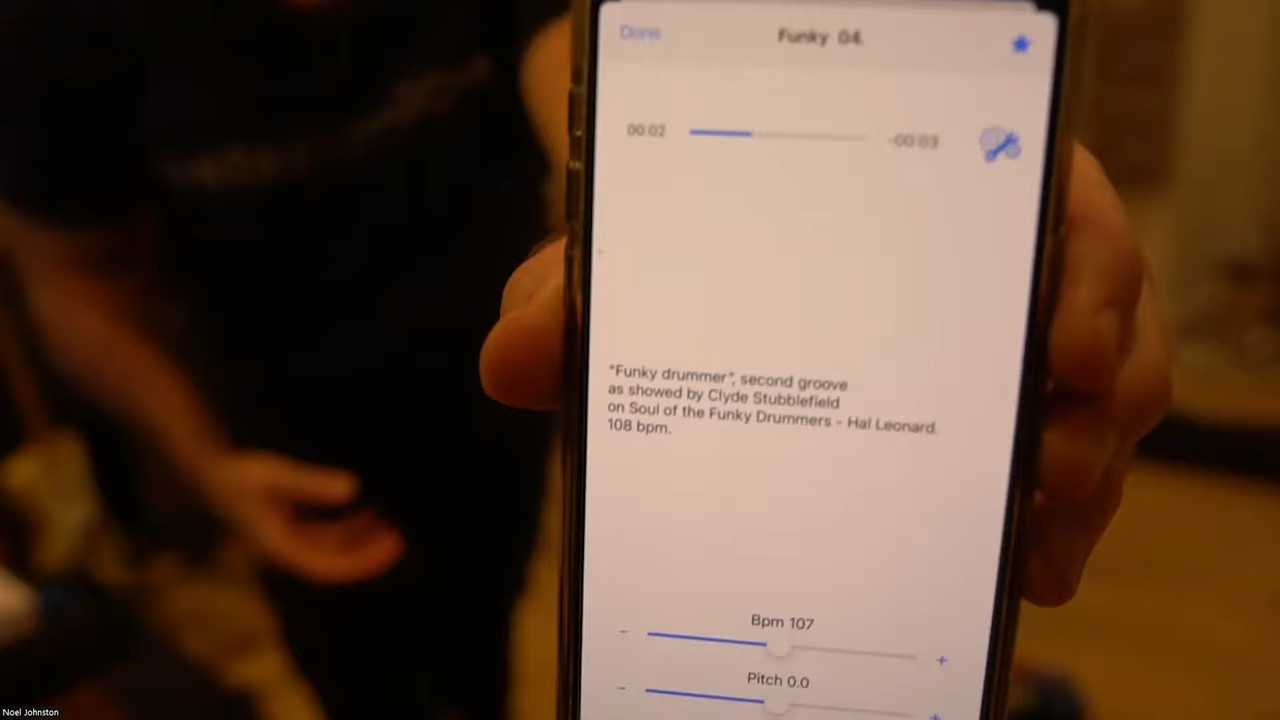 Done
Funky 04.
00:02
-00:03
"Funky drummer", second groove
as showed by Clyde Stubblefield
on Soul of the Funky Drummers - Hal Leonard.
108 bpm.
Bpm 107
- +
Pitch 0.0
- +
Noel Johnston